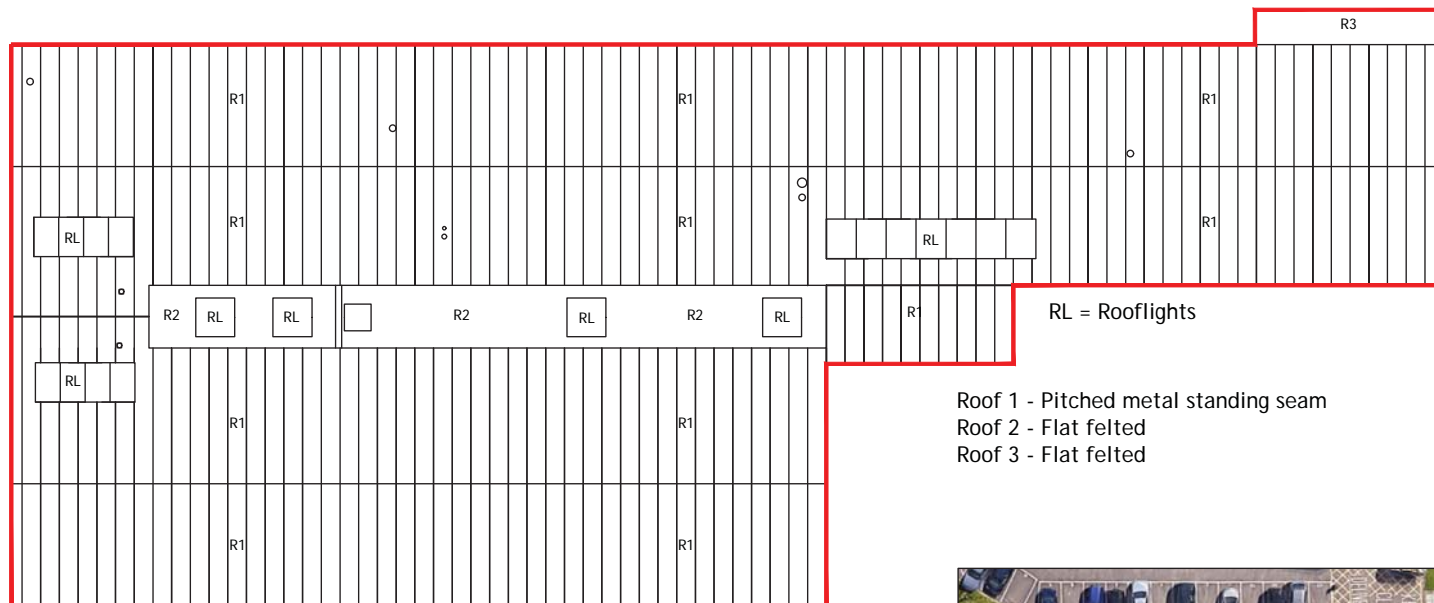 R3
R1 R1 R1
R1 R1 R1
RL RL
R2 RL RL R2 RL R2 RL R1
RL = Rooflights
RL
Roof 1 - Pitched metal standing seam
Roof 2 - Flat felted
Roof 3 - Flat felted
R1 R1
R1 R1